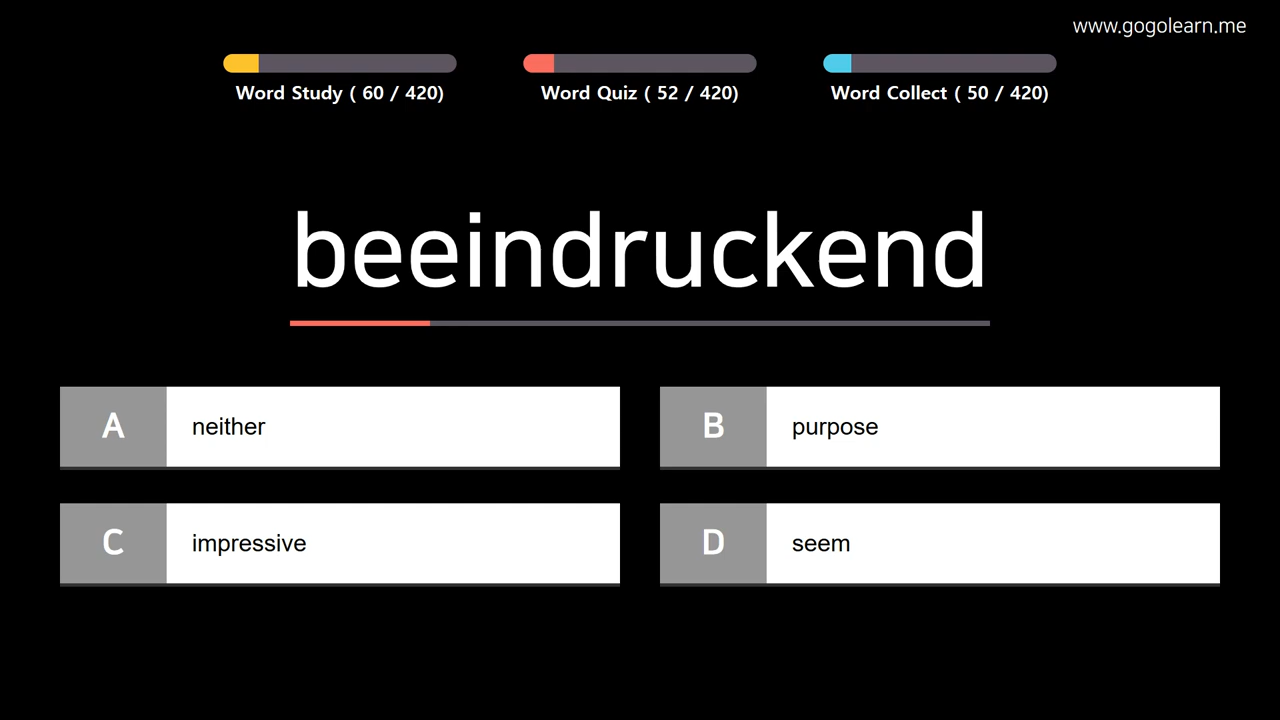 www.gogolearn.me
Word Study ( 60 / 420)
Word Quiz ( 52 / 420)
Word Collect ( 50 / 420)
beeindruckend
A neither
B purpose
C impressive
D seem